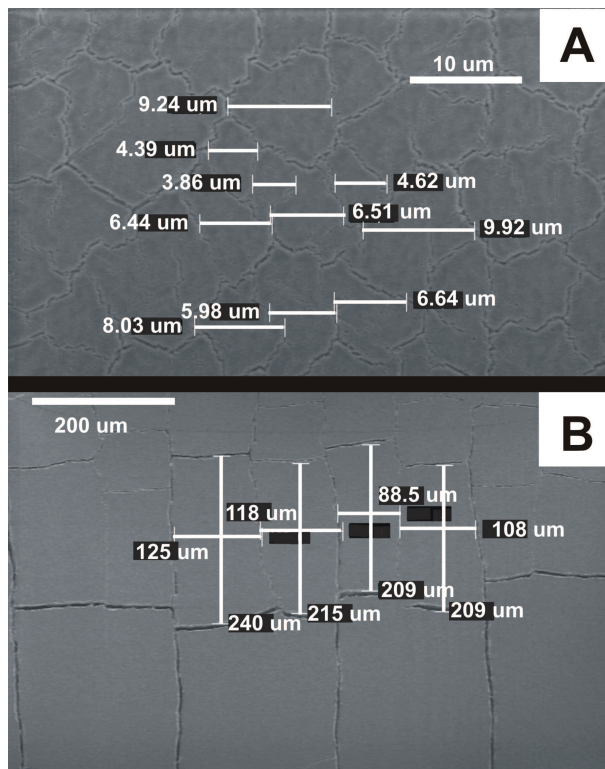 A
10 um
9.24 um
4.39 um
3.86 um
4.62 um
6.44 um
6.51 um
9.92 um
5.98 um
6.64 um
8.03 um
B
200 um
88.5 um
118 um
125 um
108 um
209 um
215 um
209 um
240 um